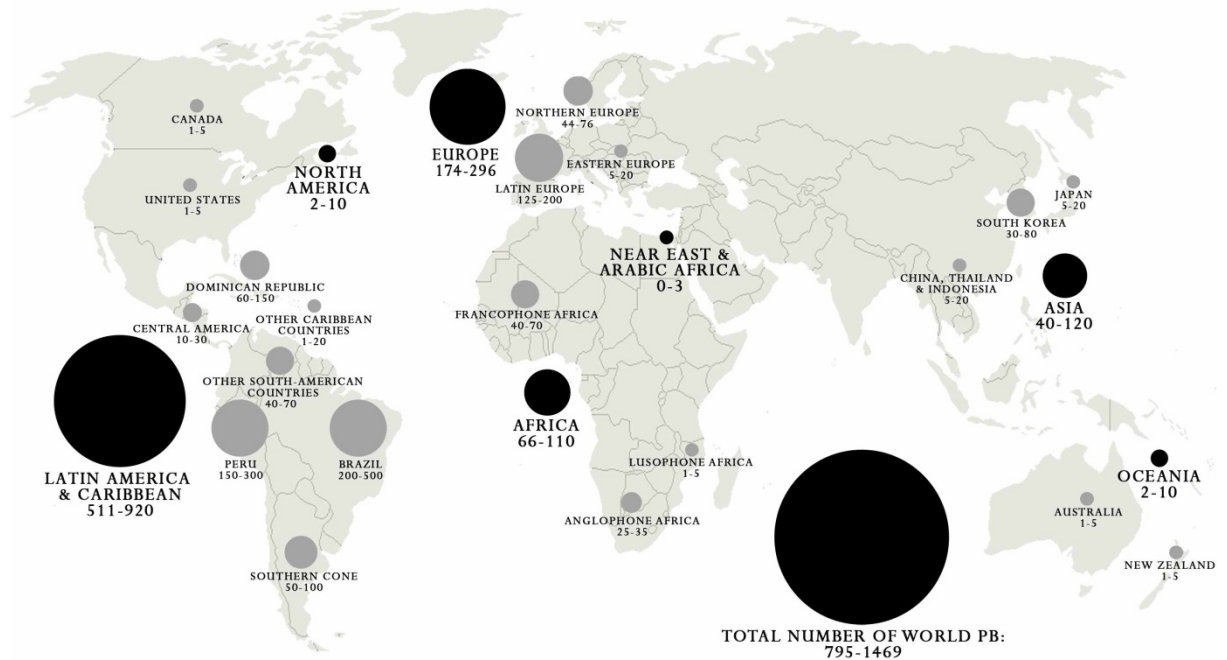 CANADA
1-5
UNITED STATES
1-5
NORTH
AMERICA
2-10
DOMINICAN REPUBLIC
60-150
CENTRAL AMERICA
10-30
OTHER CARIBBEAN
COUNTRIES
1-20
OTHER SOUTH-AMERICAN
COUNTRIES
40-70
LATIN AMERICA
& CARIBBEAN
511-920
PERU
150-300
BRAZIL
200-500
SOUTHERN CONE
50-100
EUROPE
174-296
NORTHERN EUROPE
44-76
EASTERN EUROPE
5-20
LATIN EUROPE
125-200
NEAR EAST &
ARABIC AFRICA
0-3
FRANCOPHONE AFRICA
40-70
AFRICA
66-110
LUSOPHONE AFRICA
1-5
ANGLOPHONE AFRICA
25-35
JAPAN
5-20
SOUTH KOREA
30-80
CHINA, THAILAND
& INDONESIA
5-20
ASIA
40-120
OCEANIA
2-10
AUSTRALIA
1-5
NEW ZEALAND
1-5
TOTAL NUMBER OF WORLD PB:
795-1469